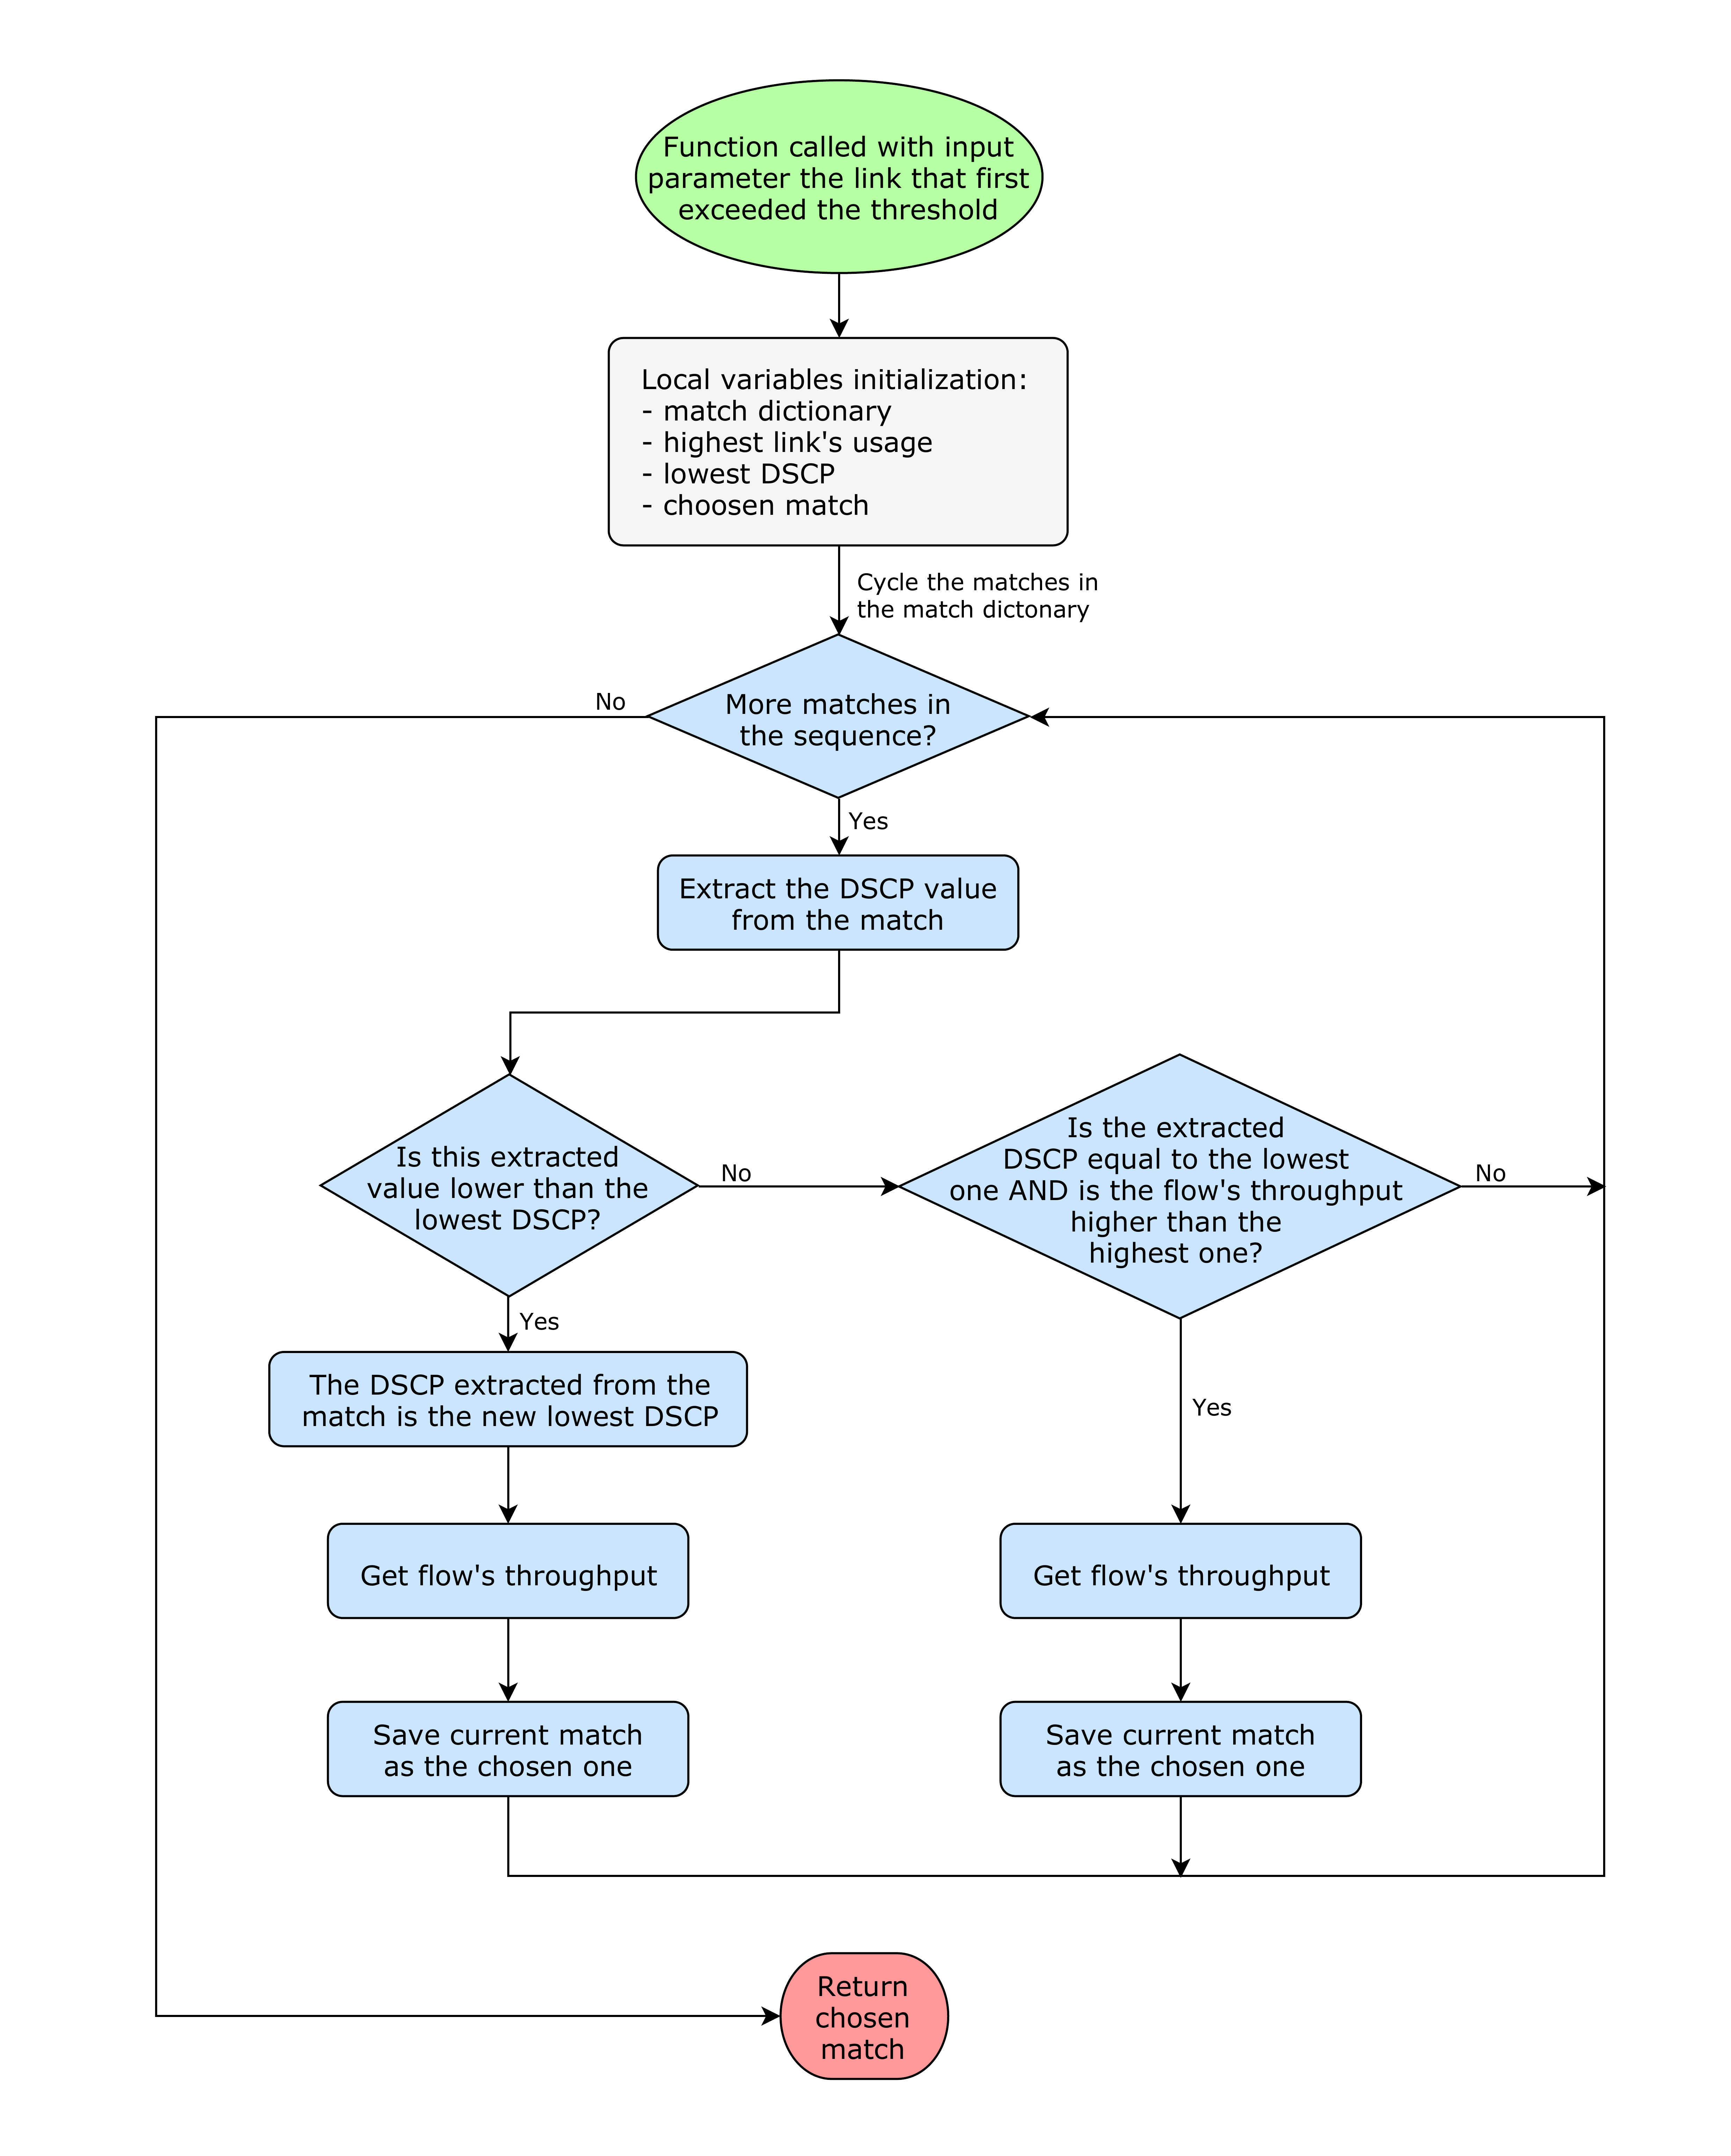 Function called with input
parameter the link that first
exceeded the threshold
Local variables initialization:
- match dictionary
- highest link's usage
- lowest DSCP
- choosen match
Cycle the matches in
the match dictonary
No
More matches in
the sequence?
Yes
Extract the DSCP value
from the match
Is this extracted
value lower than the
lowest DSCP?
No
Is the extracted
DSCP equal to the lowest
one AND is the flow's throughput
higher than the
highest one?
No
Yes
The DSCP extracted from the
match is the new lowest DSCP
Yes
Get flow's throughput
Get flow's throughput
Save current match
as the chosen one
Save current match
as the chosen one
Return
chosen
match